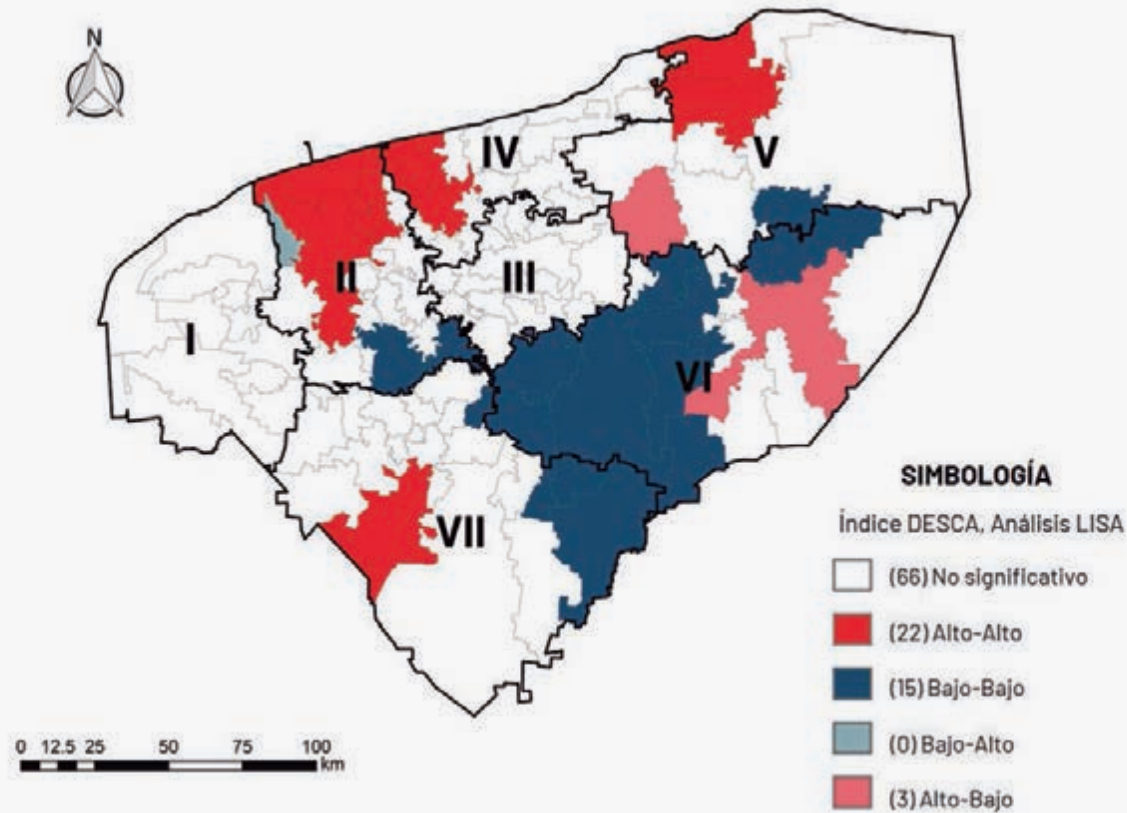 N
IV
V
II
III
I
VI
VII
SIMBOLOGÍA
Índice DESCA, Análisis LISA
(66) No significativo
(22) Alto-Alto
(15) Bajo-Bajo
(0) Bajo-Alto
(3) Alto-Bajo
0 12.5 25 50 75 100
km